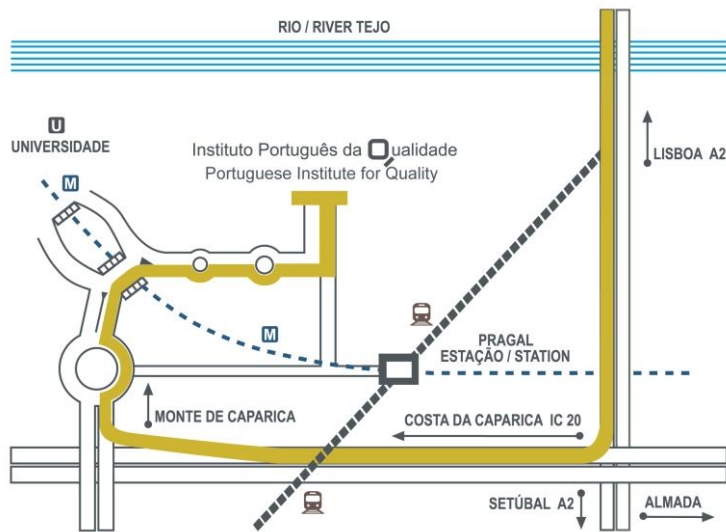 RIO / RIVER TEJO
U
UNIVERSIDADE
Instituto Português da Qualidade
Portuguese Institute for Quality
LISBOA A2
M
M
PRAGAL
ESTAÇÃO / STATION
MONTE DE CAPARICA
COSTA DA CAPARICA IC 20
SETÚBAL A2
ALMADA